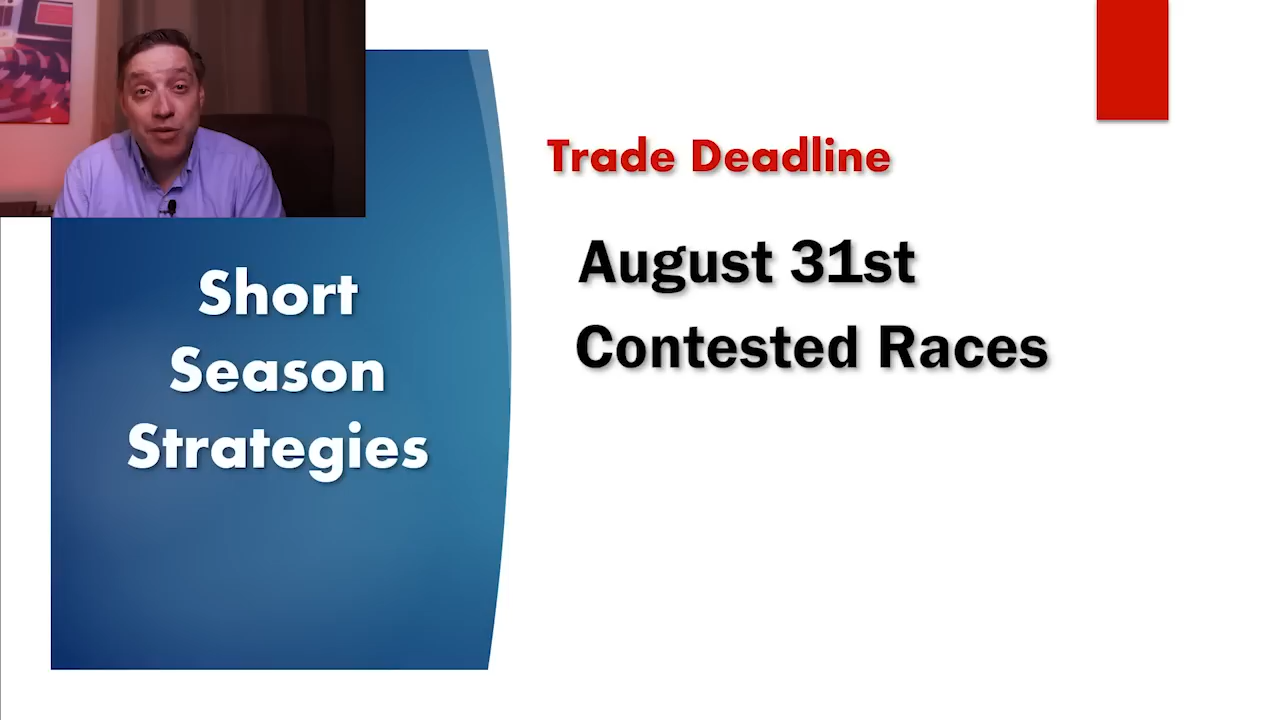 Short
Season
Strategies
Trade Deadline
August 31st
Contested Races